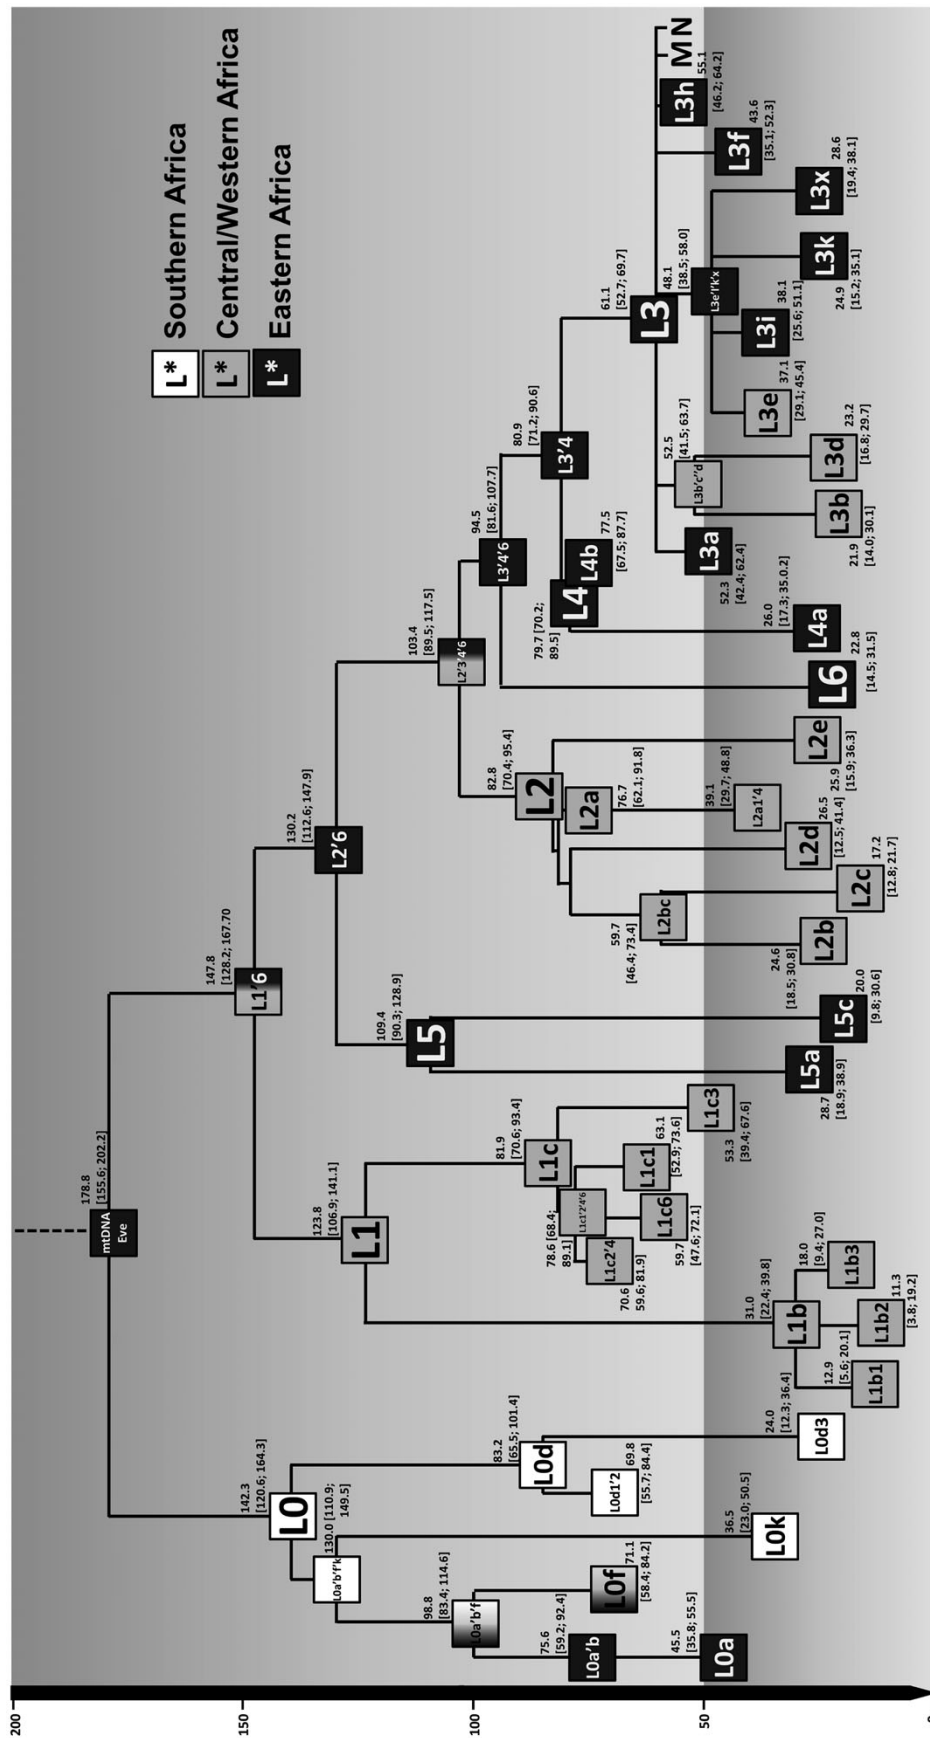 L* Southern Africa
L* Central/Western Africa
L* Eastern Africa
200
150
100
50
0
178.8
[155.6; 202.2]
mtDNA
Eve
142.3
[120.6; 164.3]
L0
130.0 [110.9;
149.5]
L0a'b'f'k
98.8
[83.4; 114.6]
L0a'b'f
75.6
[59.2; 92.4]
L0a'b
45.5
[35.8; 55.5]
L0a
L0f
71.1
[58.4; 84.2]
36.5
[23.0; 50.5]
L0k
83.2
[65.5; 101.4]
L0d
L0d1'2
69.8
[55.7; 84.4]
24.0
[12.3; 36.4]
L0d3
147.8
[128.2; 167.70
L1'6
123.8
[106.9; 141.1]
L1
31.0
[22.4; 39.8]
L1b
12.9
[5.6; 20.1]
L1b1
L1b2
11.3
[3.8; 19.2]
18.0
[9.4; 27.0]
L1b3
81.9
[70.6; 93.4]
L1c
78.6 [68.4;
89.1]
L1c1'2'4'6
L1c2'4
70.6
59.6; 81.9]
L1c6
59.7
[47.6; 72.1]
L1c1
63.1
[52.9; 73.6]
L1c3
53.3
[39.4; 67.6]
130.2
[112.6; 147.9]
L2'6
109.4
[90.3; 128.9]
L5
L5a
28.7
[18.9; 38.9]
L5c
20.0
[9.8; 30.6]
103.4
[89.5; 117.5]
L2'3'4'6
82.8
[70.4; 95.4]
L2
L2a
76.7
[62.1; 91.8]
39.1
[29.7; 48.8]
L2a1'4
59.7
[46.4; 73.4]
L2bc
24.6
[18.5; 30.8]
L2b
L2c
17.2
[12.8; 21.7]
L2d
26.5
[12.5; 41.4]
L2e
25.9
[15.9; 36.3]
94.5
[81.6; 107.7]
L3'4'6
L6
22.8
[14.5; 31.5]
80.9
[71.2; 90.6]
L3'4
79.7 [70.2;
89.5]
L4
L4b
77.5
[67.5; 87.7]
26.0
[17.3; 35.0.2]
L4a
61.1
[52.7; 69.7]
L3
L3a
52.3
[42.4; 62.4]
52.5
[41.5; 63.7]
L3b'c''d
L3b
21.9
[14.0; 30.1]
L3d
23.2
[16.8; 29.7]
48.1
[38.5; 58.0]
L3e'i'k'x
L3e
37.1
[29.1; 45.4]
L3i
38.1
[25.6; 51.1]
L3k
24.9
[15.2; 35.1]
L3x
28.6
[19.4; 38.1]
L3f
43.6
[35.1; 52.3]
L3h
55.1
[46.2; 64.2]
M N